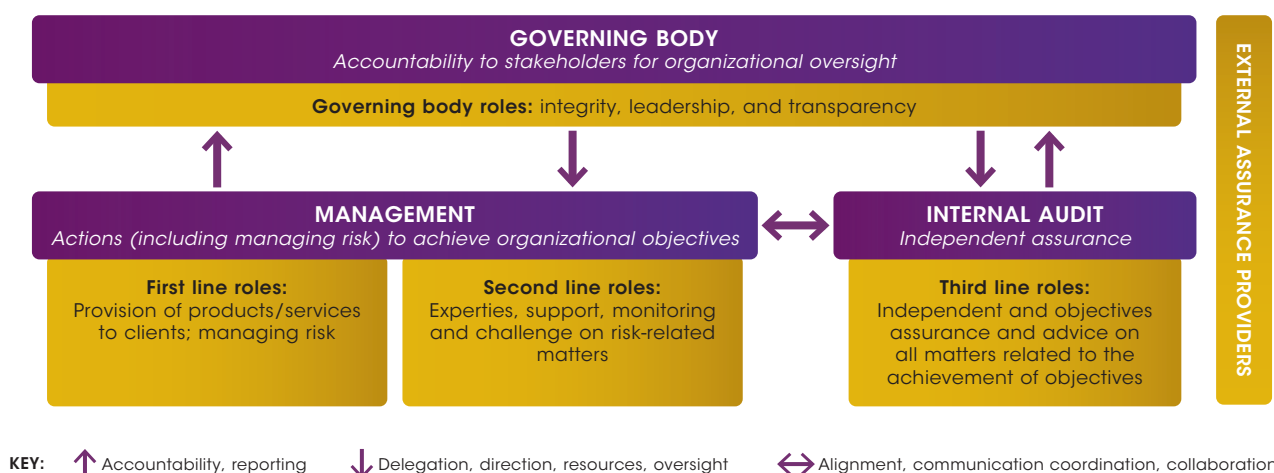 GOVERNING BODY
Accountability to stakeholders for organizational oversight
Governing body roles: integrity, leadership, and transparency
MANAGEMENT
Actions (including managing risk) to achieve organizational objectives
First line roles:
Provision of products/services
to clients; managing risk
Second line roles:
Experties, support, monitoring
and challenge on risk-related
matters
INTERNAL AUDIT
Independent assurance
Third line roles:
Independent and objectives
assurance and advice on
all matters related to the
achievement of objectives
EXTERNAL ASSURANCE PROVIDERS
KEY:
Accountability, reporting
Delegation, direction, resources, oversight
Alignment, communication coordination, collaboration